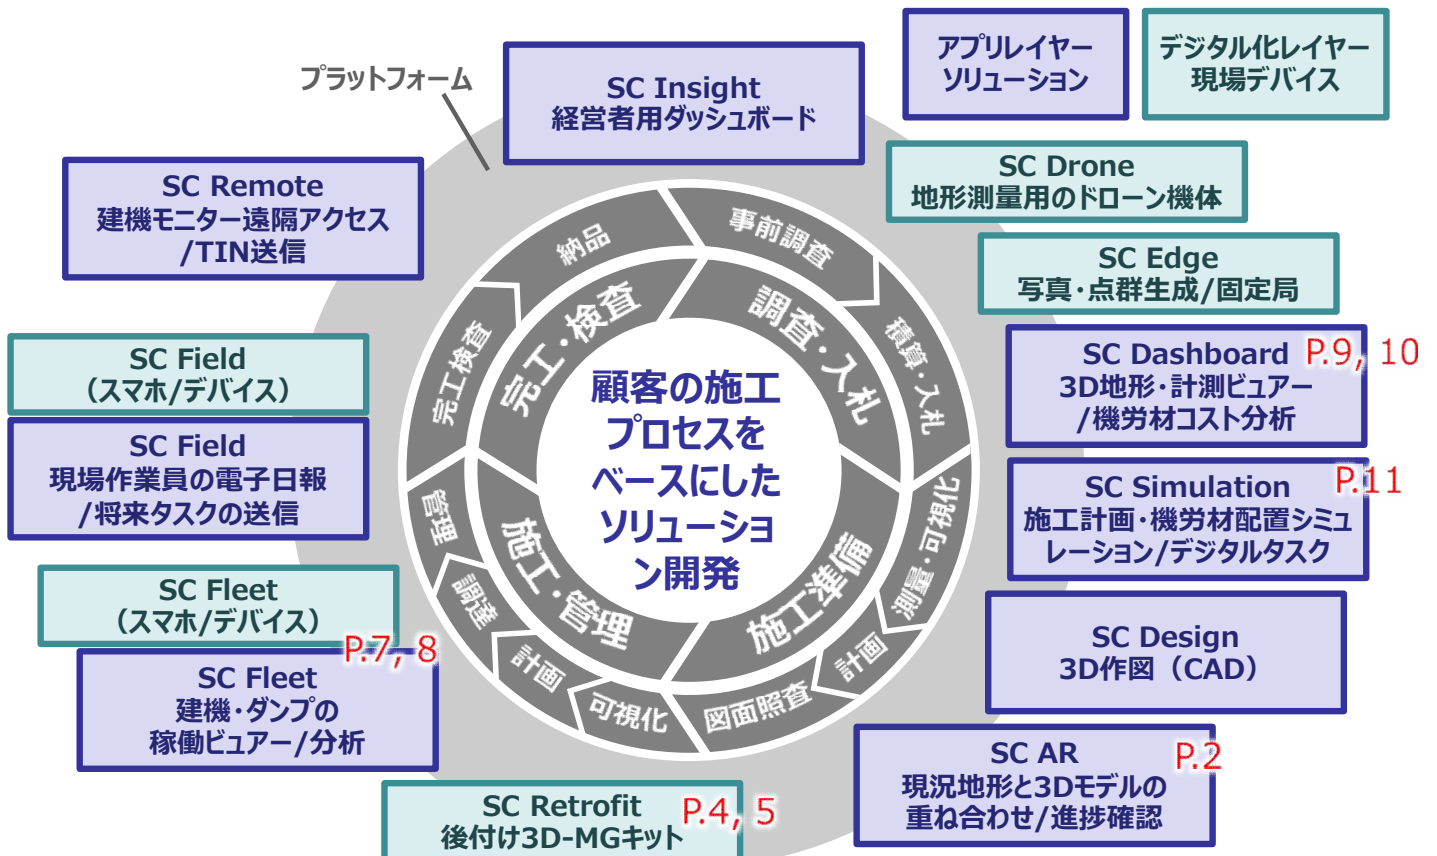 アプリレイヤー
ソリューション
デジタル化レイヤー
現場デバイス
プラットフォーム
SC Insight
経営者用ダッシュボード
SC Drone
地形測量用のドローン機体
SC Edge
写真・点群生成/固定局
SC Dashboard P.9, 10
3D地形・計測ビュアー
/機労材コスト分析
SC Simulation P.11
施工計画・機労材配置シミュ
レーション/デジタルタスク
SC Design
3D作図（CAD）
SC AR P.2
現況地形と3Dモデルの
重ね合わせ/進捗確認
SC Retrofit P.4, 5
後付け3D-MGキット
SC Fleet
（スマホ/デバイス）
P.7, 8
SC Fleet
建機・ダンプの
稼働ビュアー/分析
SC Field
（スマホ/デバイス）
SC Field
現場作業員の電子日報
/将来タスクの送信
SC Remote
建機モニター遠隔アクセス
/TIN送信
事前調査
積算・入札
測量・可視化
計画
図面照査
可視化
計画
調達
管理
完工検査
納品
調査・入札
施工準備
施工・管理
完工・検査
顧客の施工
プロセスを
ベースにした
ソリューショ
ン開発